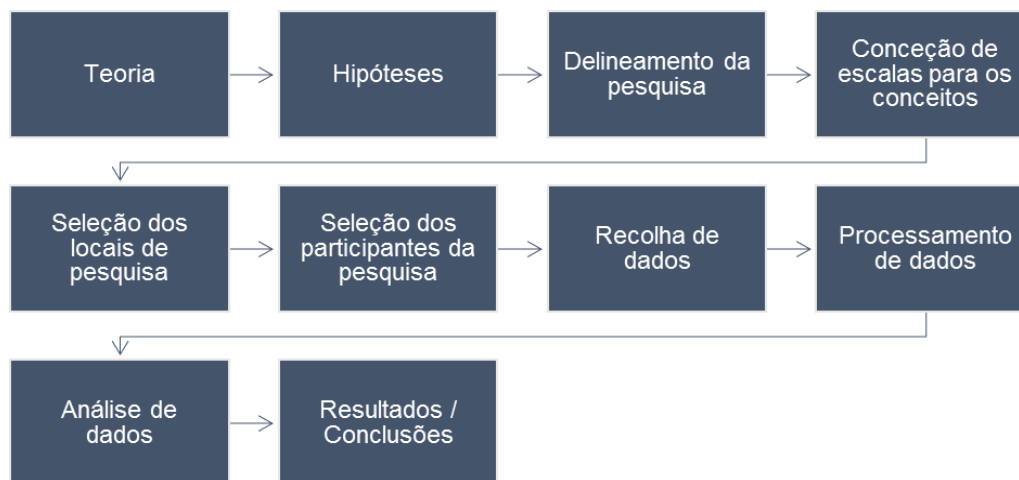 Teoria
Hipóteses
Delineamento da
pesquisa
Conceção de
escalas para os
conceitos
Seleção dos
locais de
pesquisa
Seleção dos
participantes da
pesquisa
Recolha de
dados
Processamento
de dados
Análise de
dados
Resultados /
Conclusões